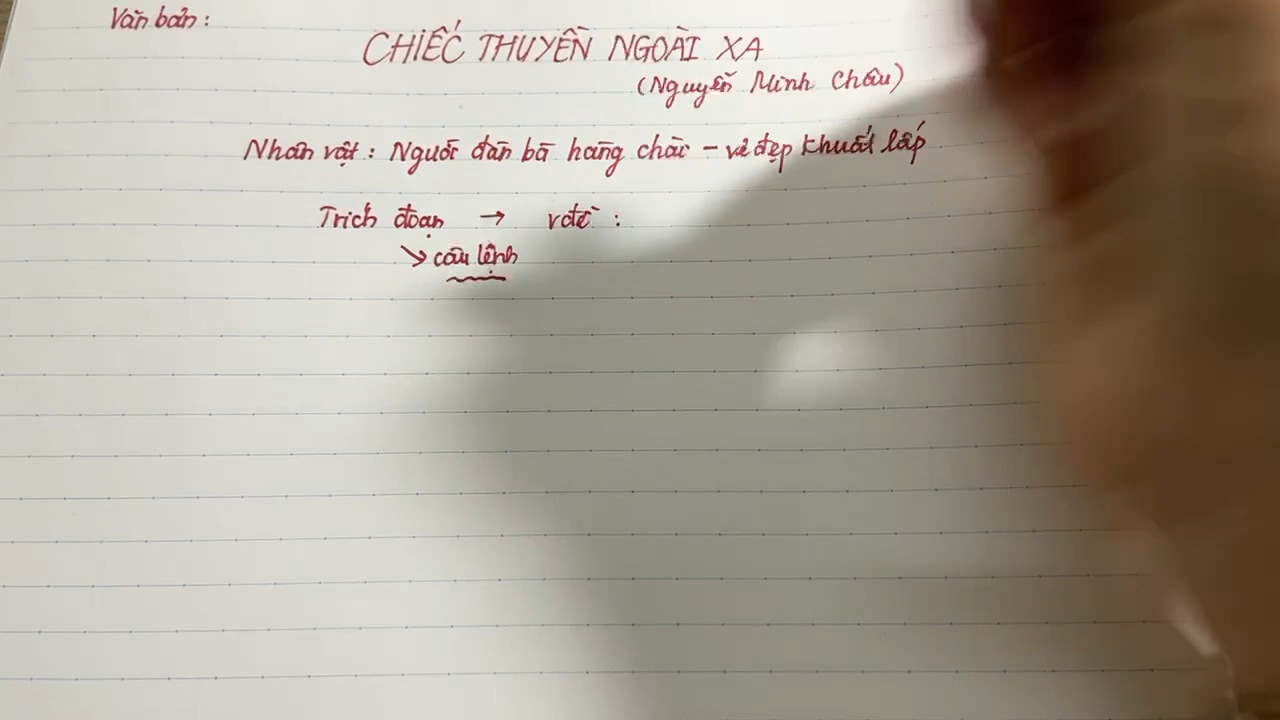 Văn bản :
CHIẾC THUYỀN NGOÀI XA
(Nguyễn Minh Châu)
Nhân vật : Người đàn bà hàng chài - vẻ đẹp khuất lấp
Trích đoạn → vđề :
↘ câu lệnh